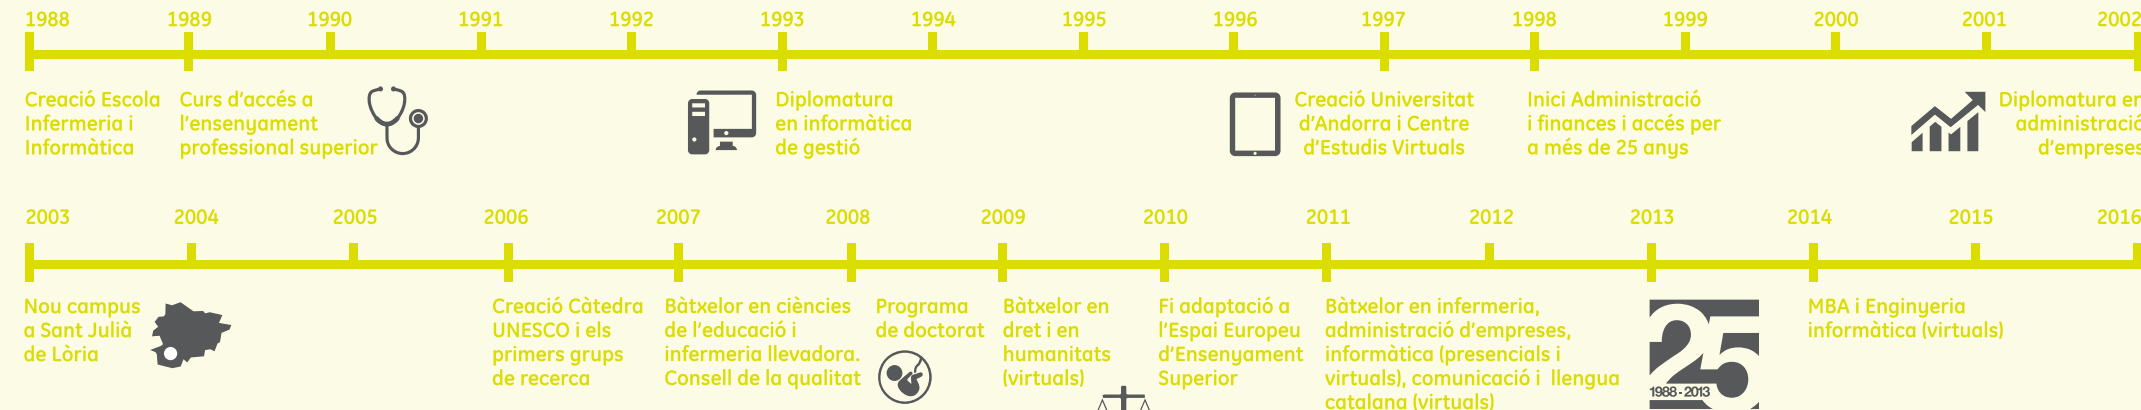 1988 1989 1990 1991 1992 1993 1994 1995 1996 1997 1998 1999 2000 2001 2002
Creació Escola
Infermeria i
Informàtica
Curs d'accés a
l'ensenyament
professional superior
Diplomatura
en informàtica
de gestió
Creació Universitat
d'Andorra i Centre
d'Estudis Virtuals
Inici Administració
i finances i accés per
a més de 25 anys
Diplomatura en
administració
d'empreses
2003 2004 2005 2006 2007 2008 2009 2010 2011 2012 2013 2014 2015 2016
Nou campus
a Sant Julià
de Lòria
Creació Càtedra
UNESCO i els
primers grups
de recerca
Bàtxelor en ciències
de l'educació i
infermeria llevadora.
Consell de la qualitat
Programa
de doctorat
Bàtxelor en
dret i en
humanitats
(virtuals)
Fi adaptació a
l'Espai Europeu
d'Ensenyament
Superior
Bàtxelor en infermeria,
administració d'empreses,
informàtica (presencials i
virtuals), comunicació i llengua
catalana (virtuals)
25
1988-2013
MBA i Enginyeria
informàtica (virtuals)